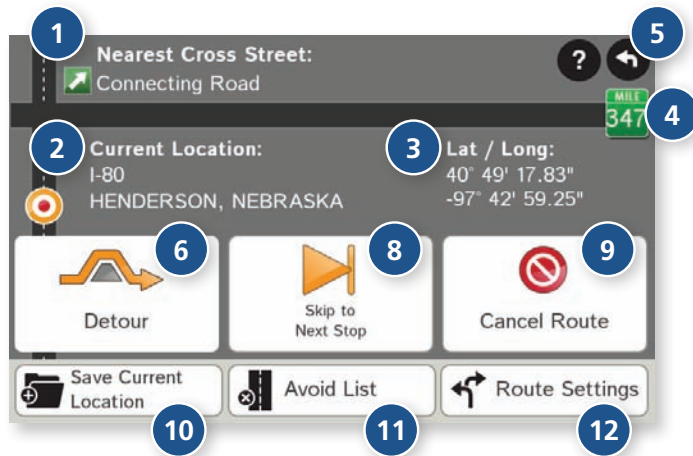 1
Nearest Cross Street:
Connecting Road
?
5
MILE
347
4
2
Current Location:
I-80
HENDERSON, NEBRASKA
3
Lat / Long:
40° 49' 17.83"
-97° 42' 59.25"
6
Detour
8
Skip to
Next Stop
9
Cancel Route
Save Current
Location
10
Avoid List
11
Route Settings
12